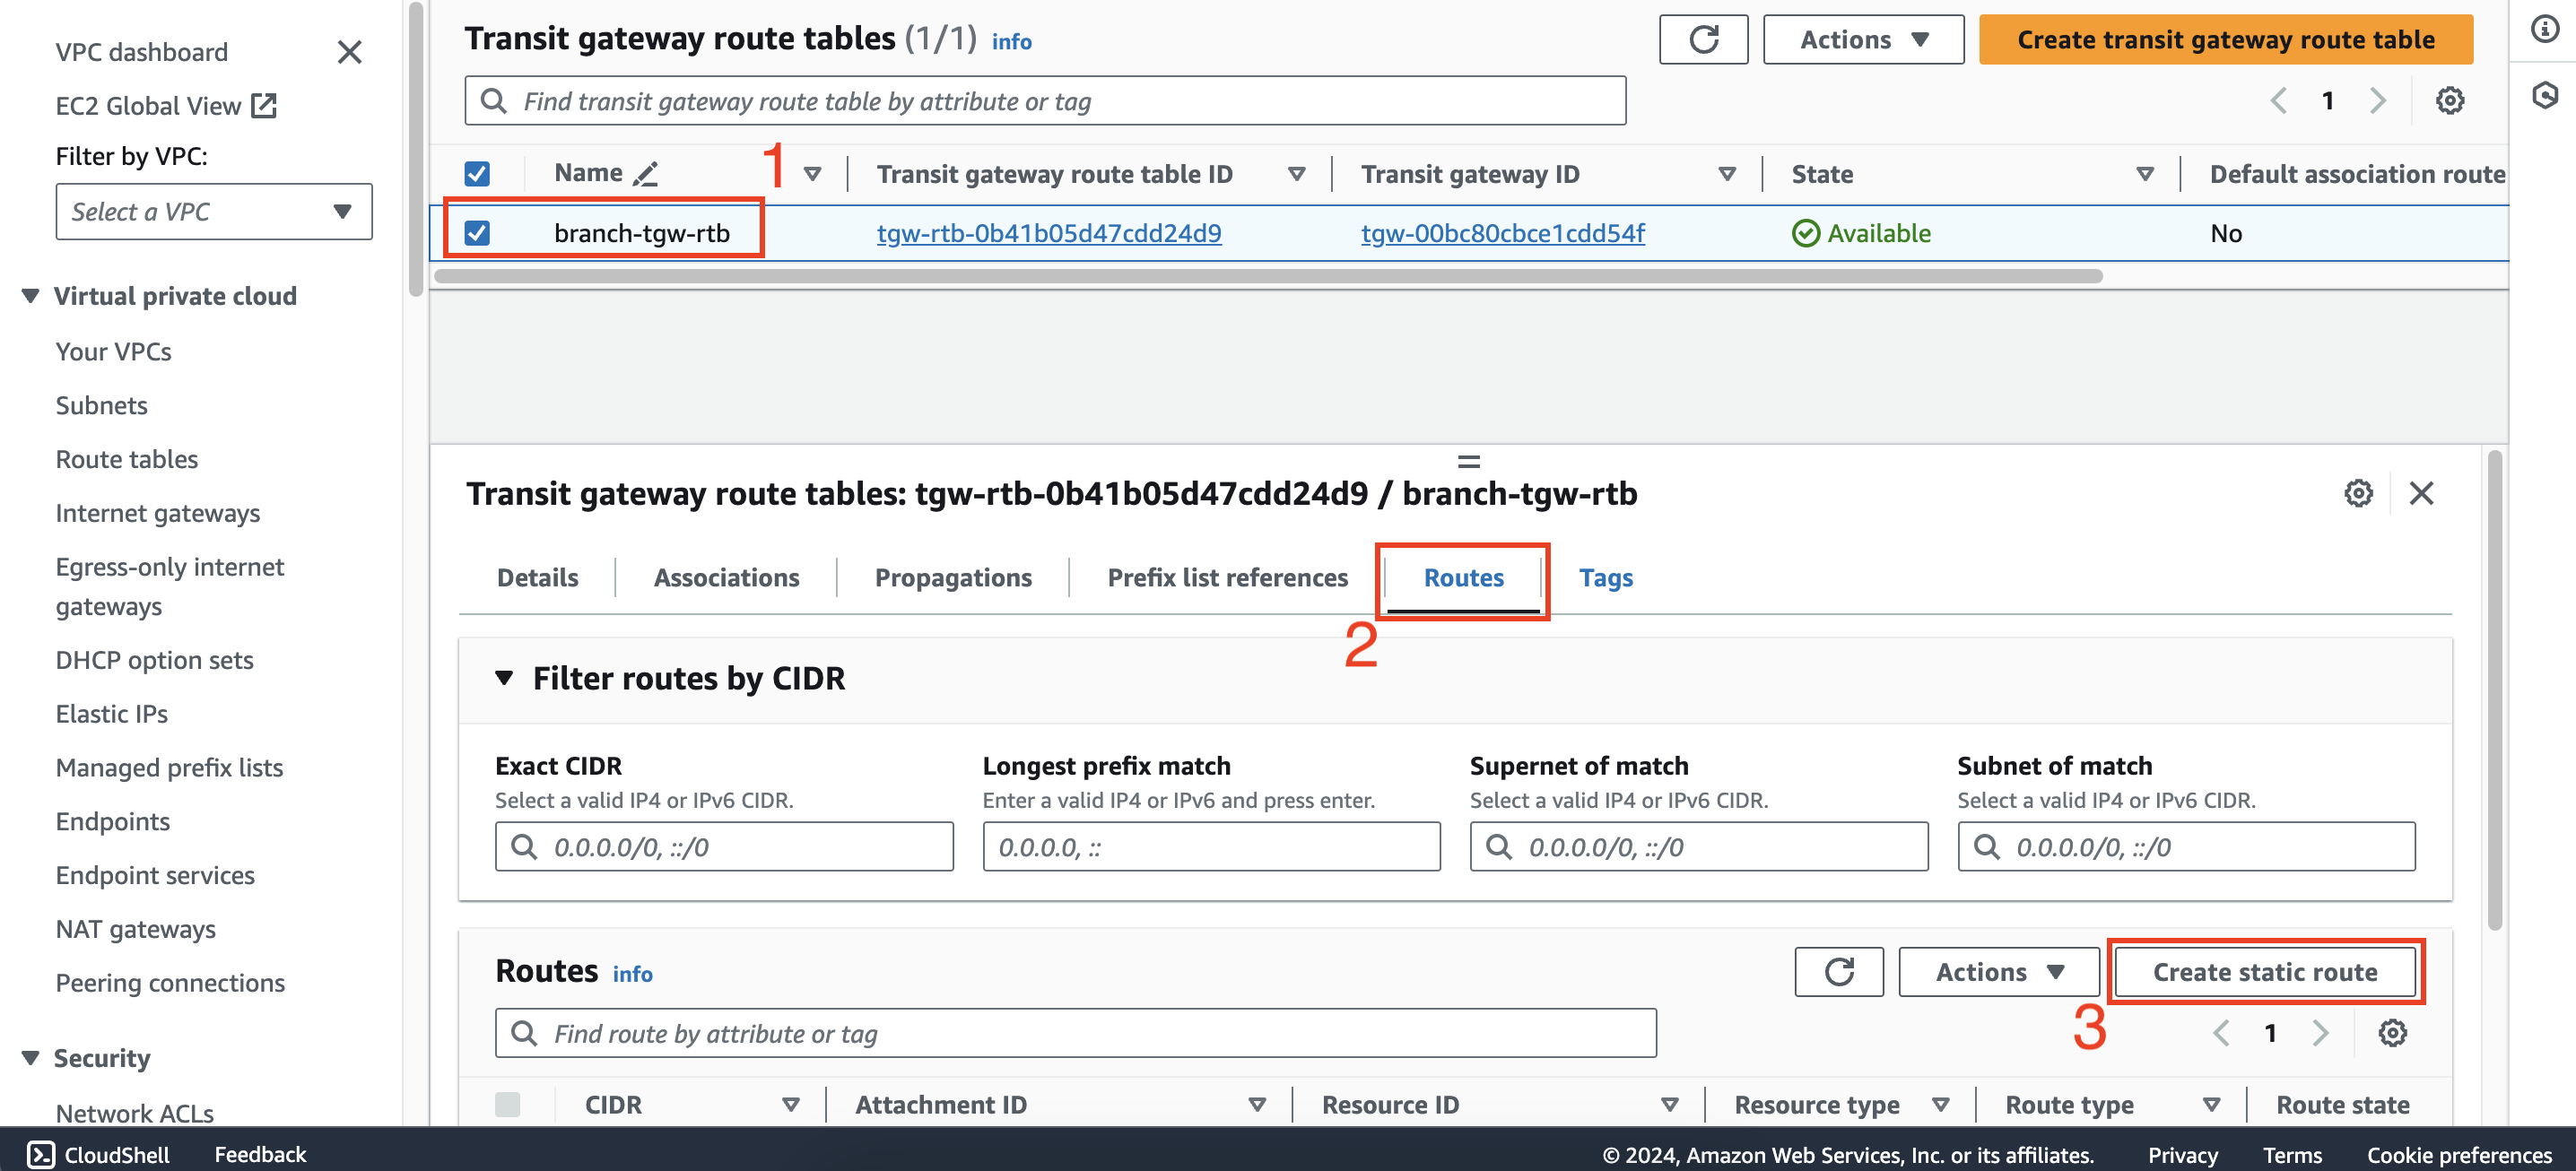 VPC dashboard
EC2 Global View
Filter by VPC:
Select a VPC
Virtual private cloud
Your VPCs
Subnets
Route tables
Internet gateways
Egress-only internet
gateways
DHCP option sets
Elastic IPs
Managed prefix lists
Endpoints
Endpoint services
NAT gateways
Peering connections
Security
Network ACLs
Transit gateway route tables (1/1) info
Actions
Create transit gateway route table
Find transit gateway route table by attribute or tag
1
Name 1 Transit gateway route table ID Transit gateway ID State Default association route
branch-tgw-rtb tgw-rtb-0b41b05d47cdd24d9 tgw-00bc80cbce1cdd54f Available No
Transit gateway route tables: tgw-rtb-0b41b05d47cdd24d9 / branch-tgw-rtb
Details Associations Propagations Prefix list references Routes Tags
2
Filter routes by CIDR
Exact CIDR Longest prefix match Supernet of match Subnet of match
Select a valid IP4 or IPv6 CIDR. Enter a valid IP4 or IPv6 and press enter. Select a valid IP4 or IPv6 CIDR. Select a valid IP4 or IPv6 CIDR.
0.0.0.0/0, ::/0 0.0.0.0, :: 0.0.0.0/0, ::/0 0.0.0.0/0, ::/0
Routes info Actions Create static route
Find route by attribute or tag 3 1
CIDR Attachment ID Resource ID Resource type Route type Route state
CloudShell Feedback © 2024, Amazon Web Services, Inc. or its affiliates. Privacy Terms Cookie preferences